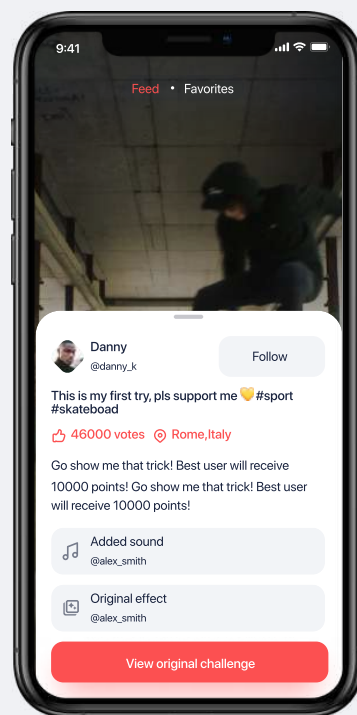 9:41
Feed • Favorites
Danny
@danny_k
Follow
This is my first try, pls support me 💛 #sport
#skateboad
46000 votes
Rome,Italy
Go show me that trick! Best user will receive
10000 points! Go show me that trick! Best user
will receive 10000 points!
Added sound
@alex_smith
Original effect
@alex_smith
View original challenge